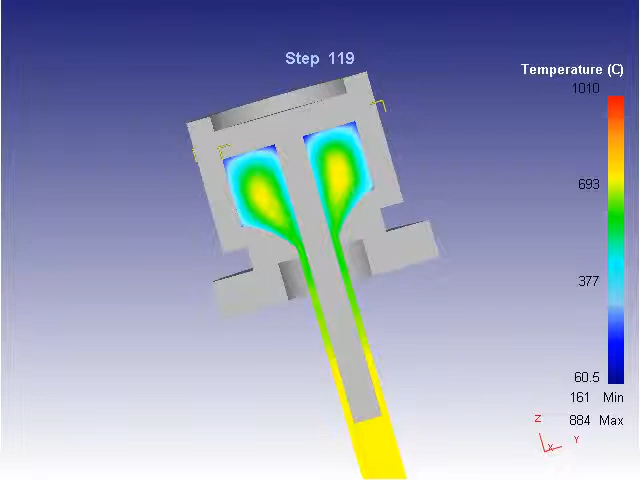 Step 119
Temperature (C)
1010
693
377
60.5
161 Min
884 Max
Z
Y
X